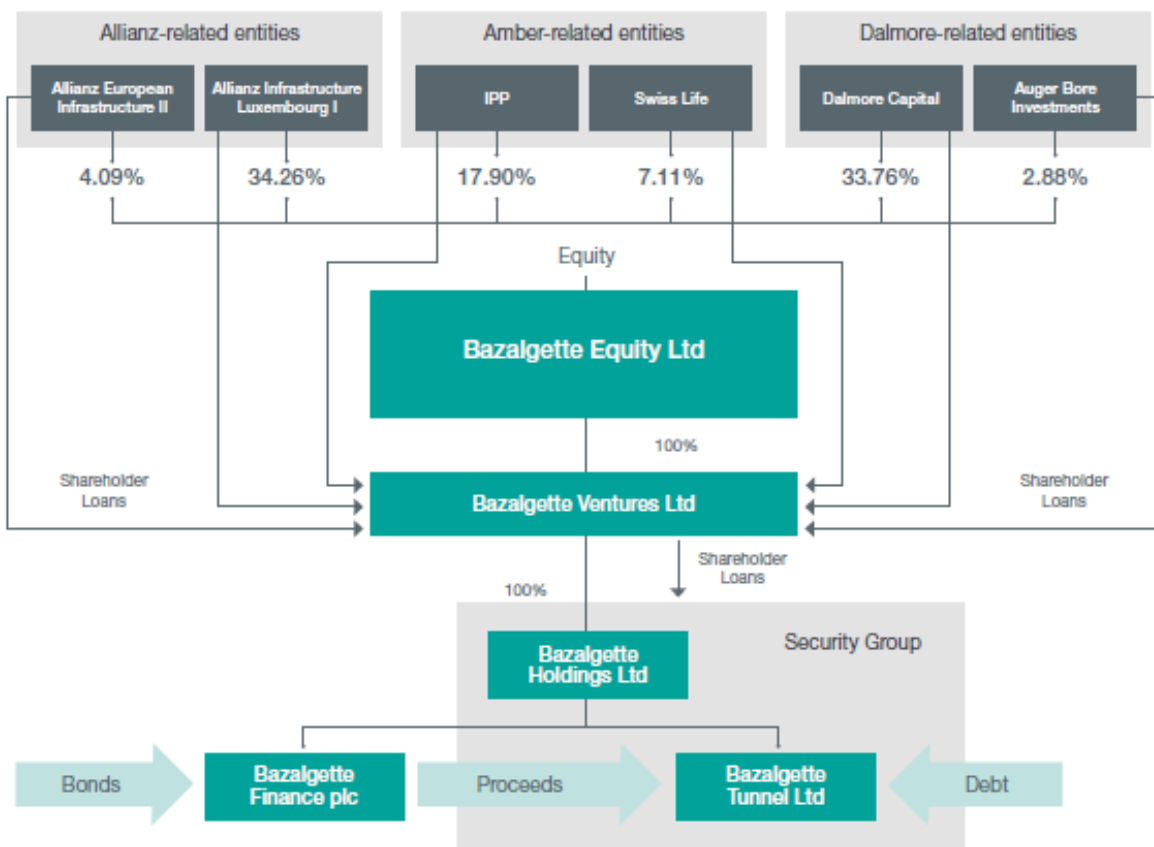 Allianz-related entities
Amber-related entities
Dalmore-related entities
Allianz European
Infrastructure II
Allianz Infrastructure
Luxembourg I
IPP
Swiss Life
Dalmore Capital
Auger Bore
Investments
4.09%
34.26%
17.90%
7.11%
33.76%
2.88%
Equity
Bazalgette Equity Ltd
100%
Shareholder
Loans
Shareholder
Loans
Bazalgette Ventures Ltd
Shareholder
Loans
100%
Security Group
Bazalgette
Holdings Ltd
Bonds
Bazalgette
Finance plc
Proceeds
Bazalgette
Tunnel Ltd
Debt